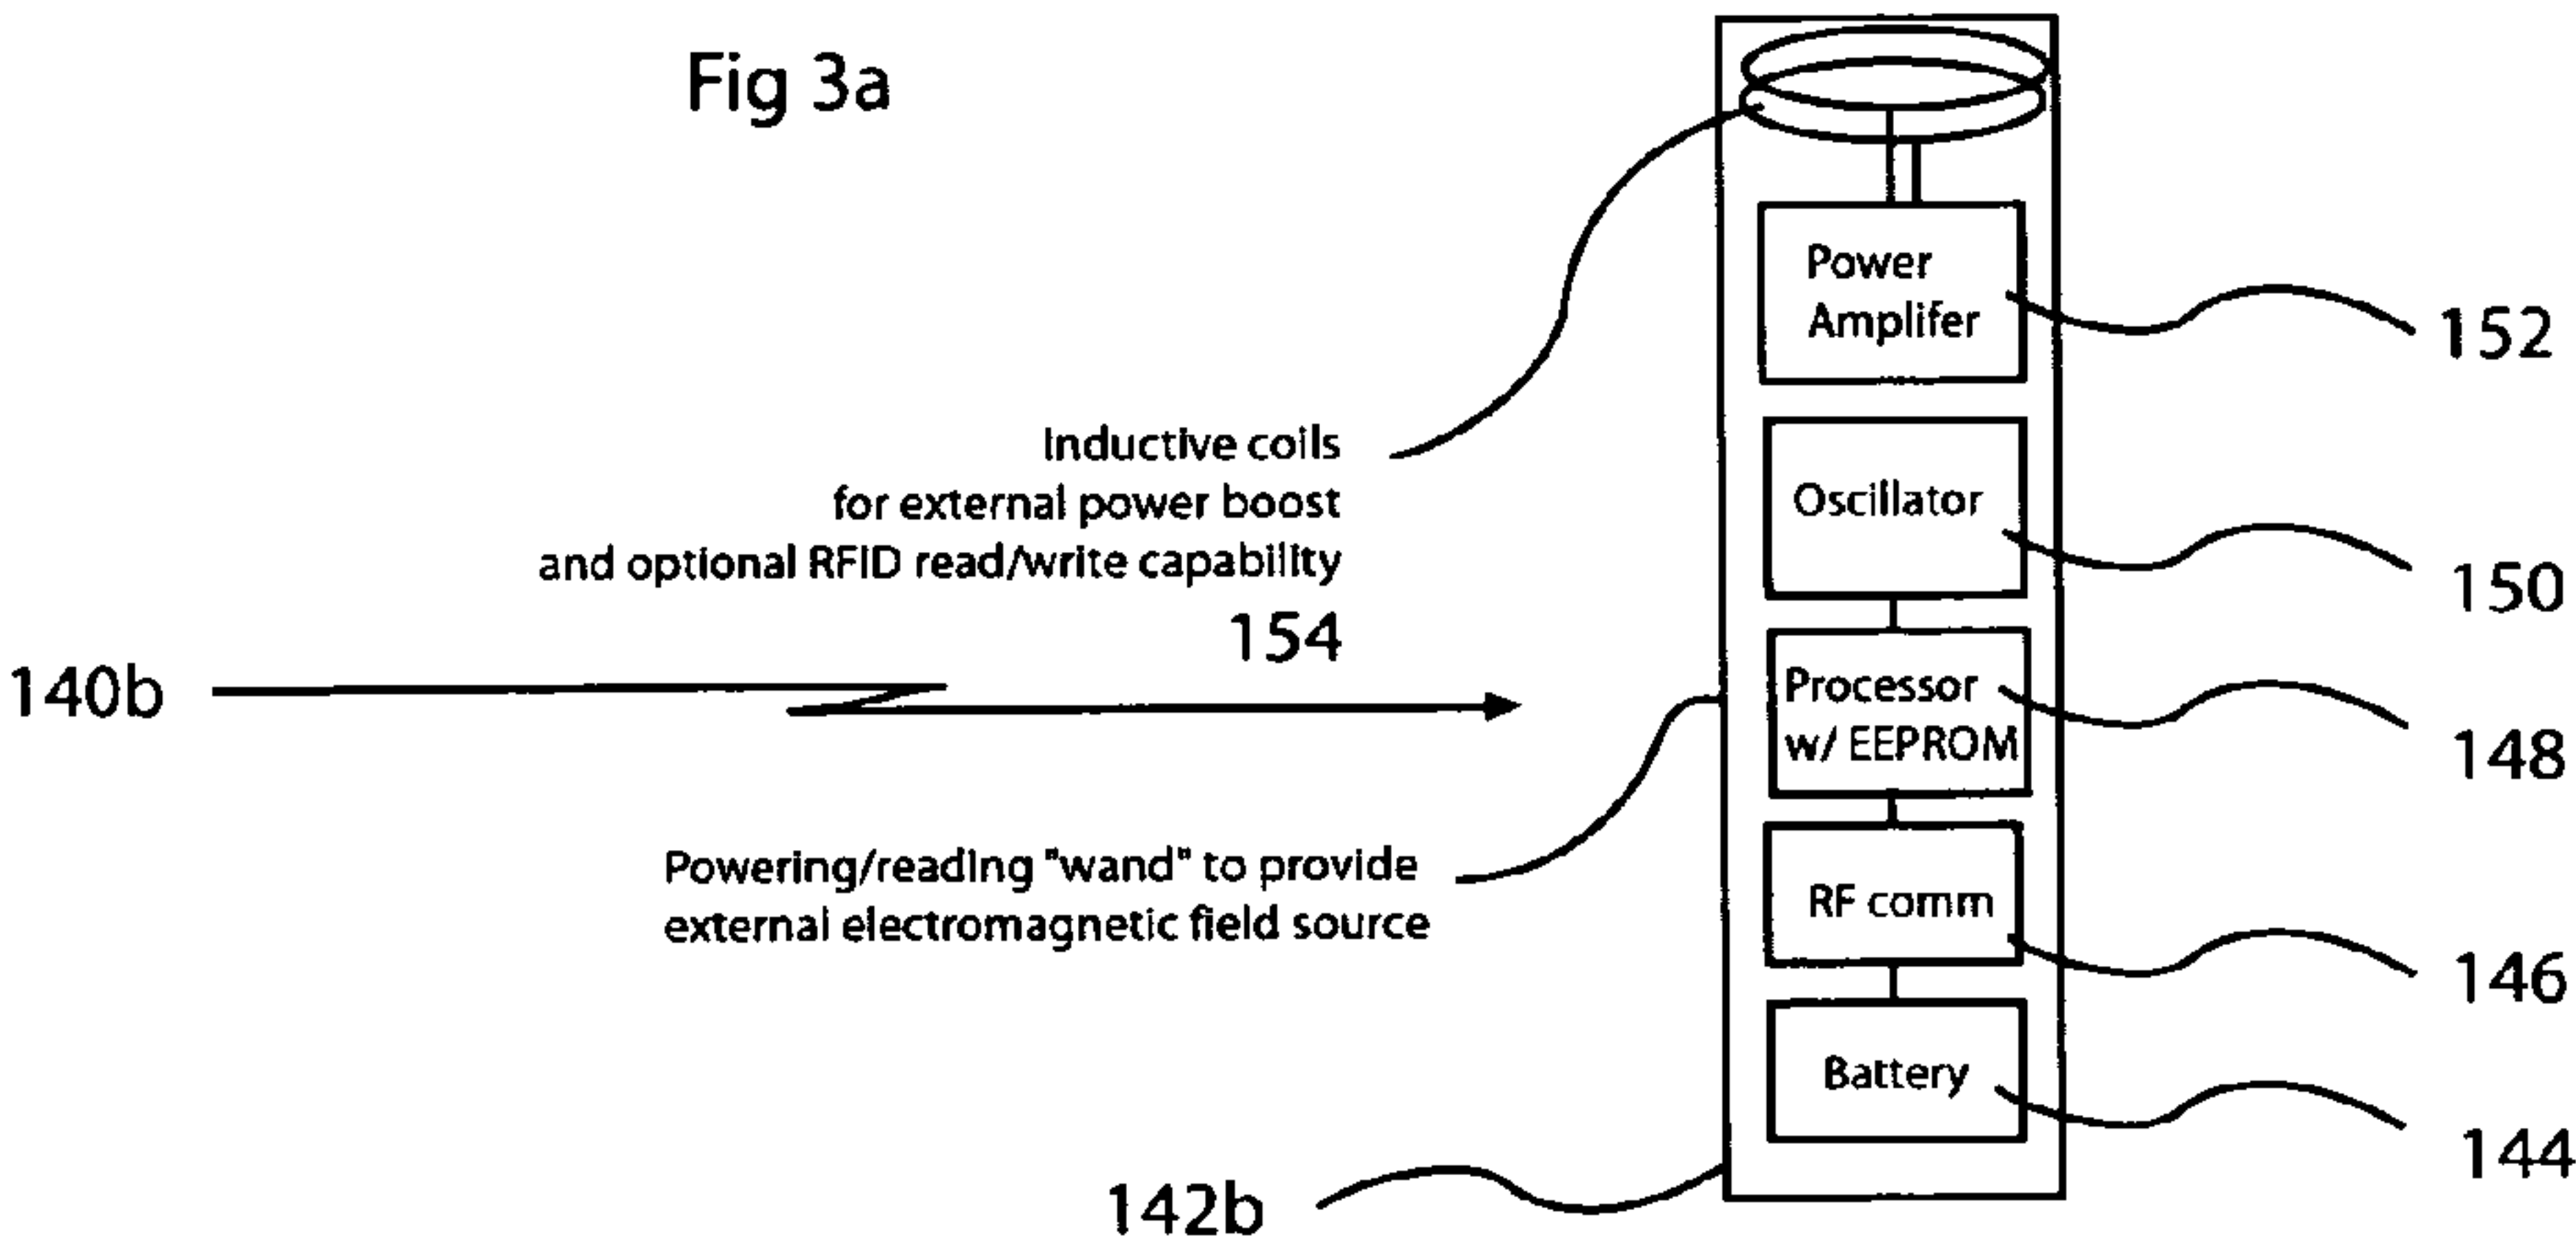 Fig 3a
Power
Amplifer
152
Inductive coils
for external power boost
and optional RFID read/write capability
154
Oscillator
150
140b
Processor
w/ EEPROM
148
Powering/reading "wand" to provide
external electromagnetic field source
RF comm
146
Battery
144
142b